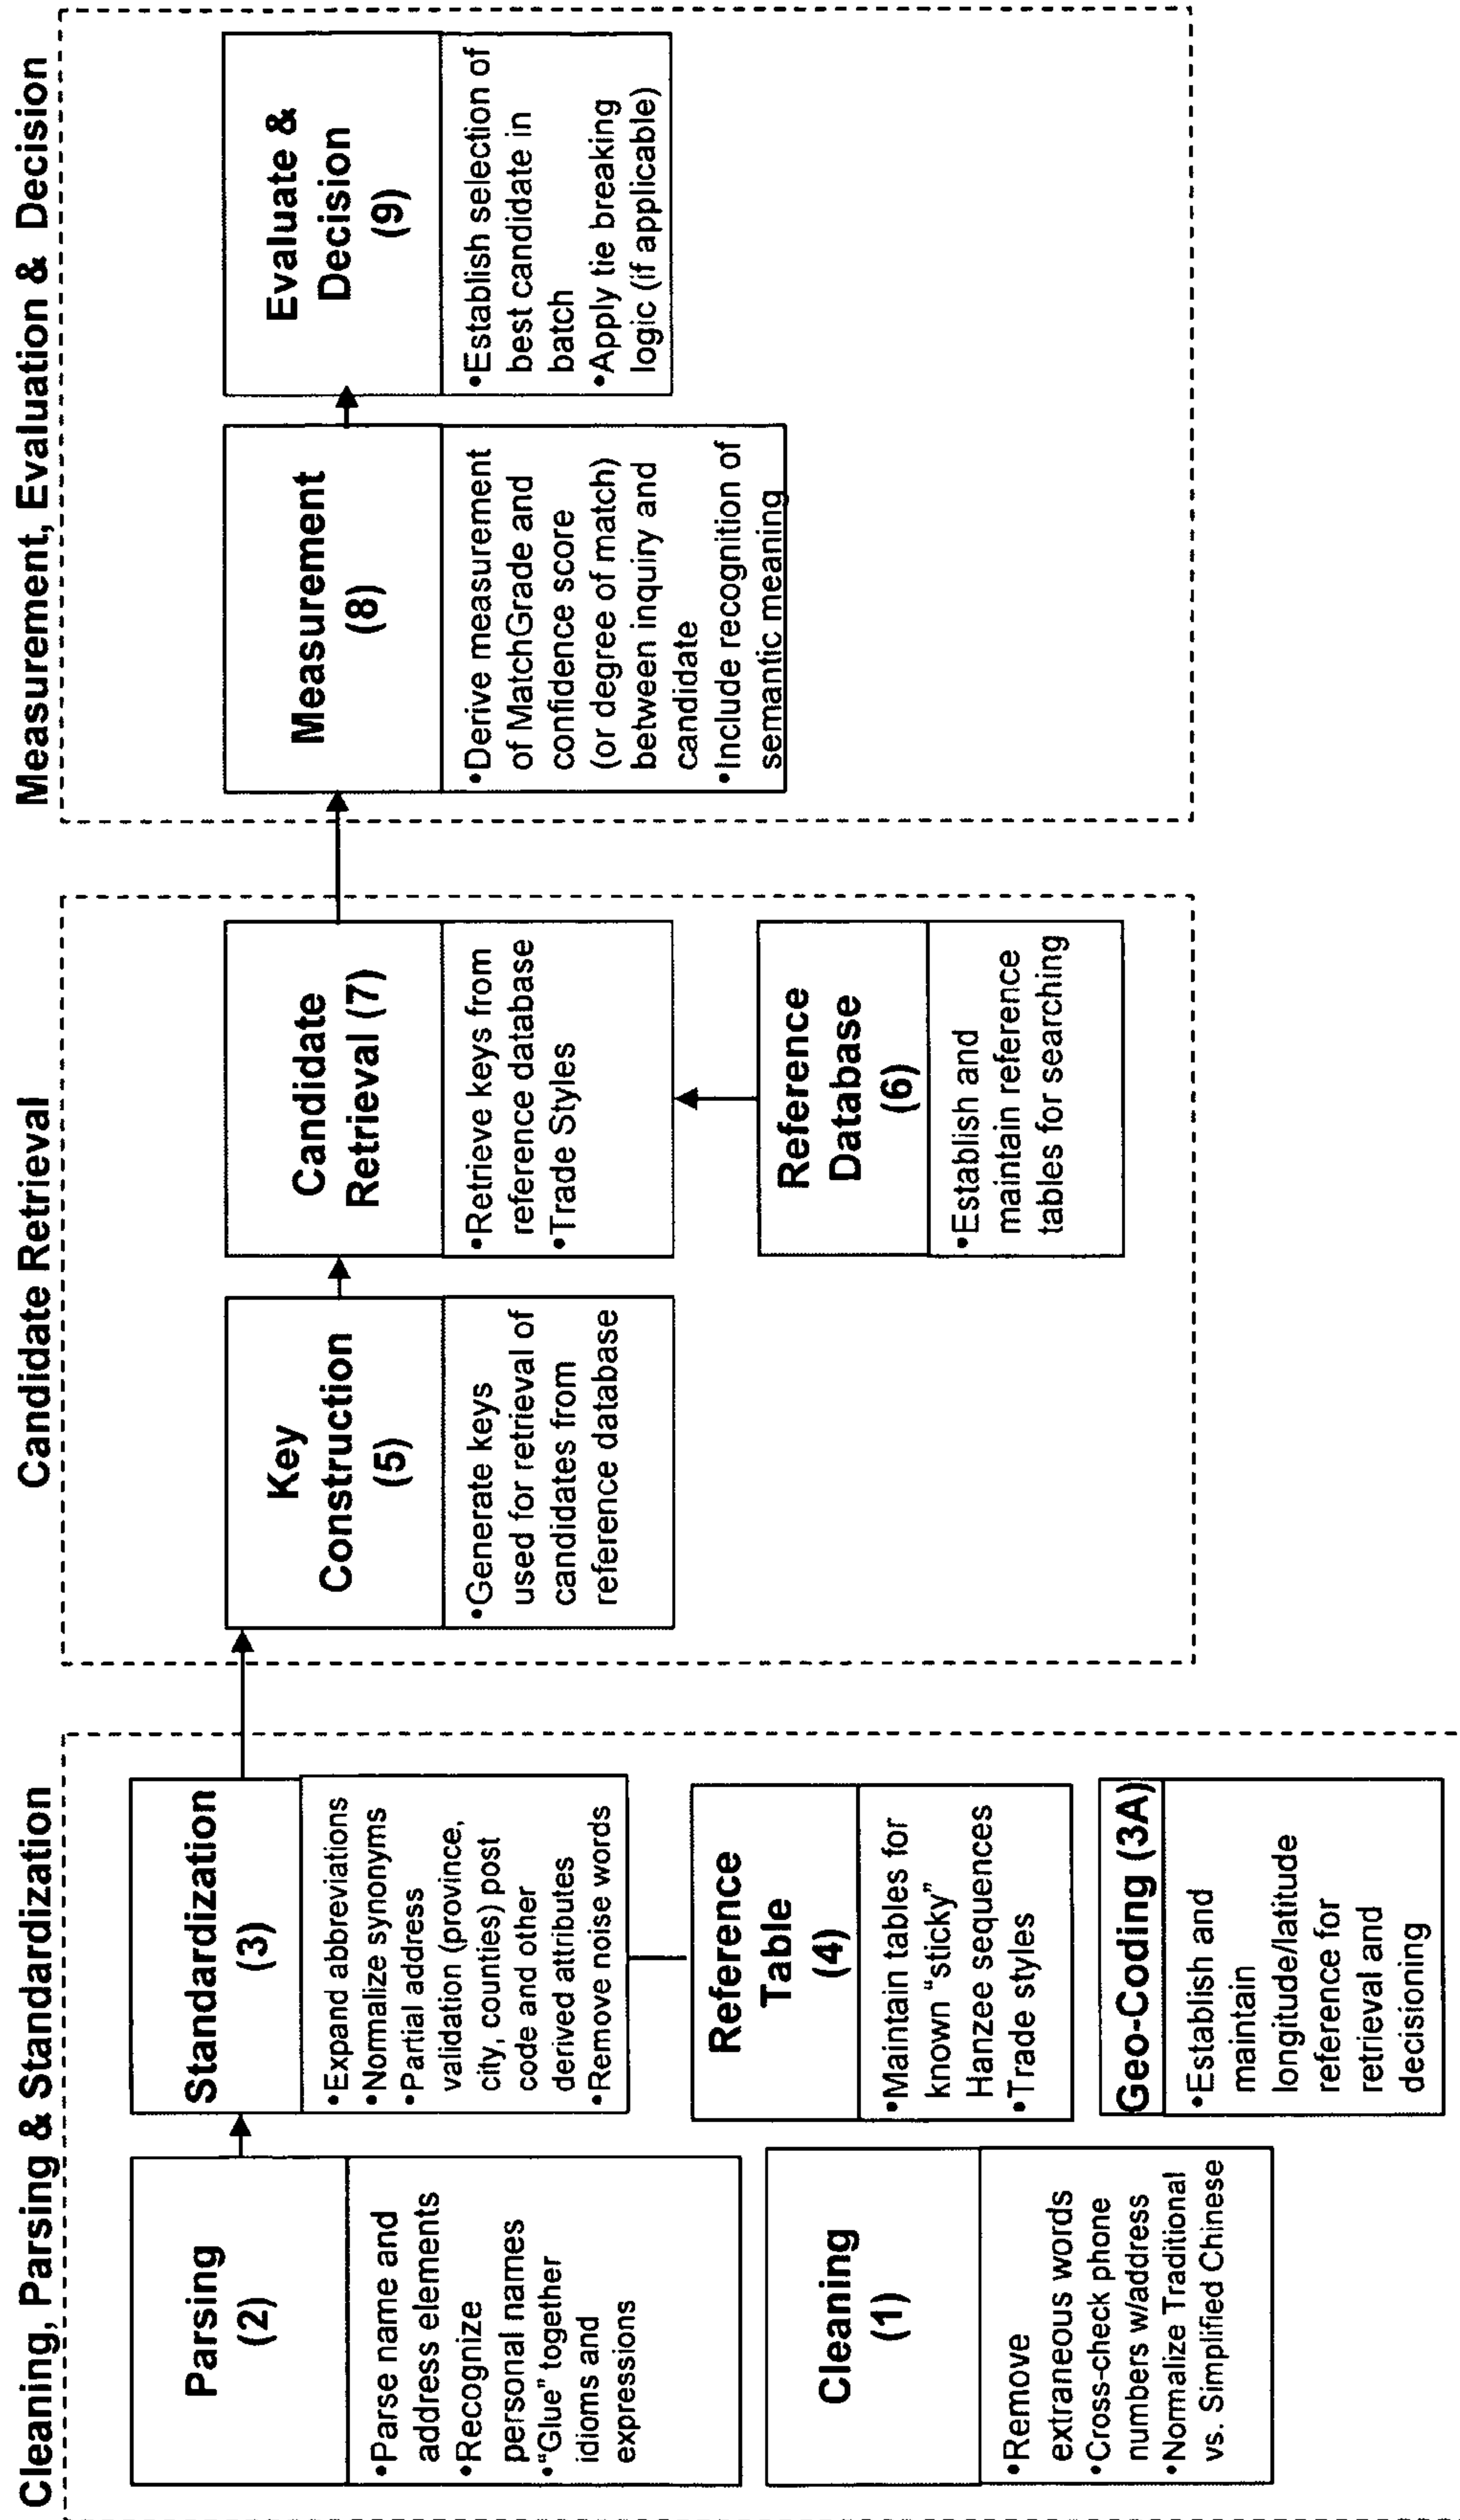 Cleaning, Parsing & Standardization
Parsing
(2)
•Parse name and
address elements
•Recognize
personal names
•"Glue" together
idioms and
expressions
Cleaning
(1)
•Remove
extraneous words
•Cross-check phone
numbers w/address
•Normalize Traditional
vs. Simplified Chinese
Standardization
(3)
•Expand abbreviations
•Normalize synonyms
•Partial address
validation (province,
city, counties) post
code and other
derived attributes
•Remove noise words
Reference
Table
(4)
•Maintain tables for
known "sticky"
Hanzee sequences
•Trade styles
Geo-Coding (3A)
•Establish and
maintain
longitude/latitude
reference for
retrieval and
decisioning
Candidate Retrieval
Key
Construction
(5)
•Generate keys
used for retrieval of
candidates from
reference database
Candidate
Retrieval (7)
•Retrieve keys from
reference database
•Trade Styles
Reference
Database
(6)
•Establish and
maintain reference
tables for searching
Measurement, Evaluation & Decision
Measurement
(8)
•Derive measurement
of MatchGrade and
confidence score
(or degree of match)
between inquiry and
candidate
•Include recognition of
semantic meaning
Evaluate &
Decision
(9)
•Establish selection of
best candidate in
batch
•Apply tie breaking
logic (if applicable)